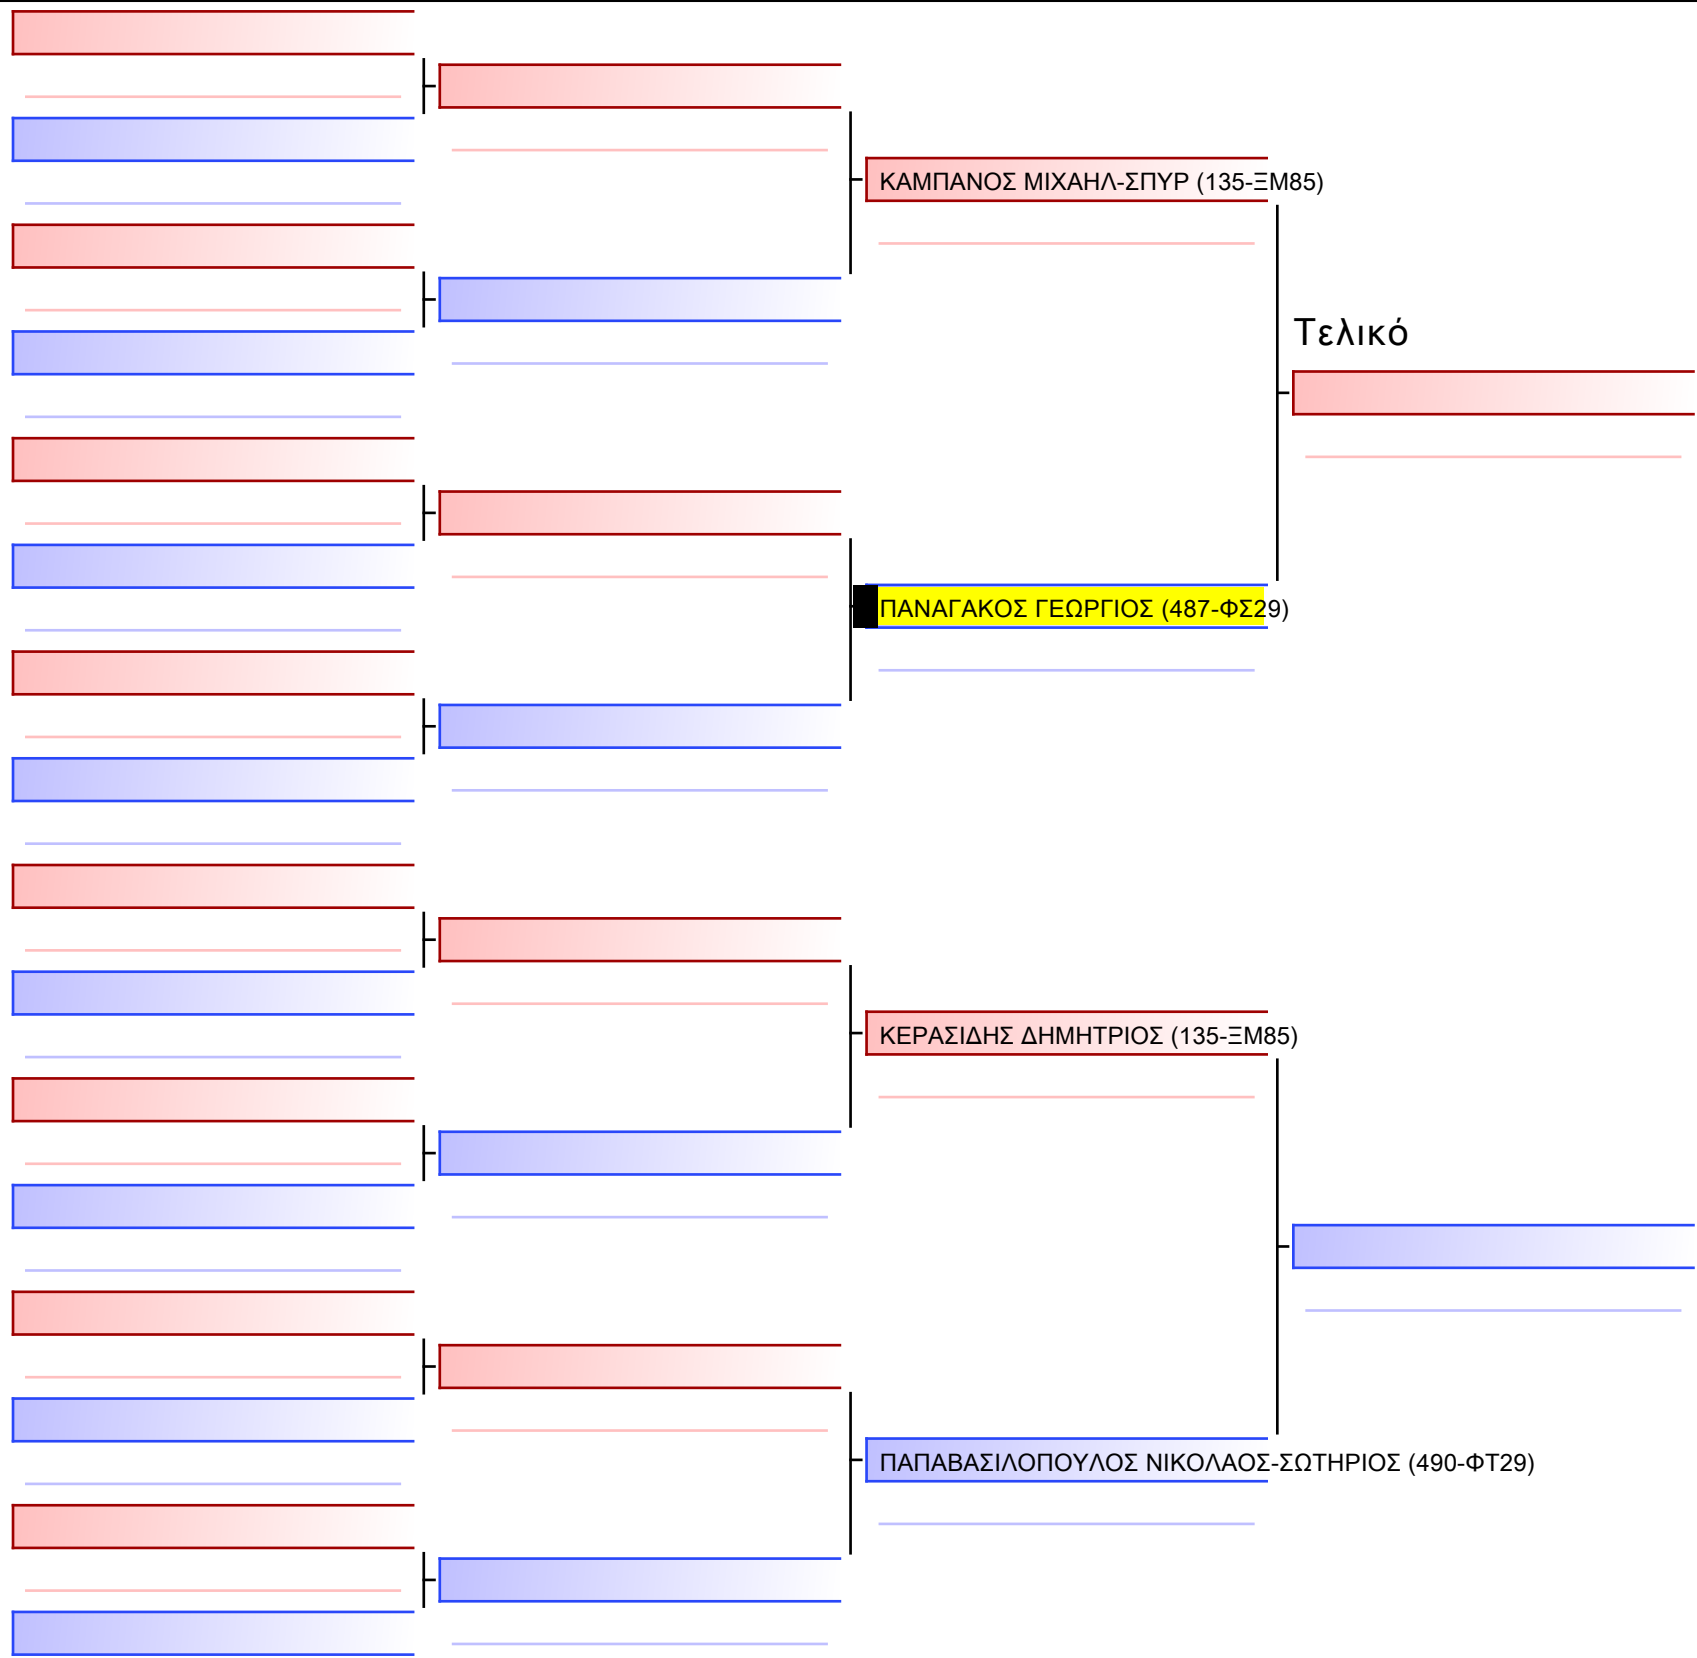 ΚΑΜΠΑΝΟΣ ΜΙΧΑΗΛ-ΣΠΥΡ (135-ΞΜ85)
Τελικό
ΠΑΝΑΓΑΚΟΣ ΓΕΩΡΓΙΟΣ (487-ΦΣ29)
ΚΕΡΑΣΙΔΗΣ ΔΗΜΗΤΡΙΟΣ (135-ΞΜ85)
ΠΑΠΑΒΑΣΙΛΟΠΟΥΛΟΣ ΝΙΚΟΛΑΟΣ-ΣΩΤΗΡΙΟΣ (490-ΦΤ29)